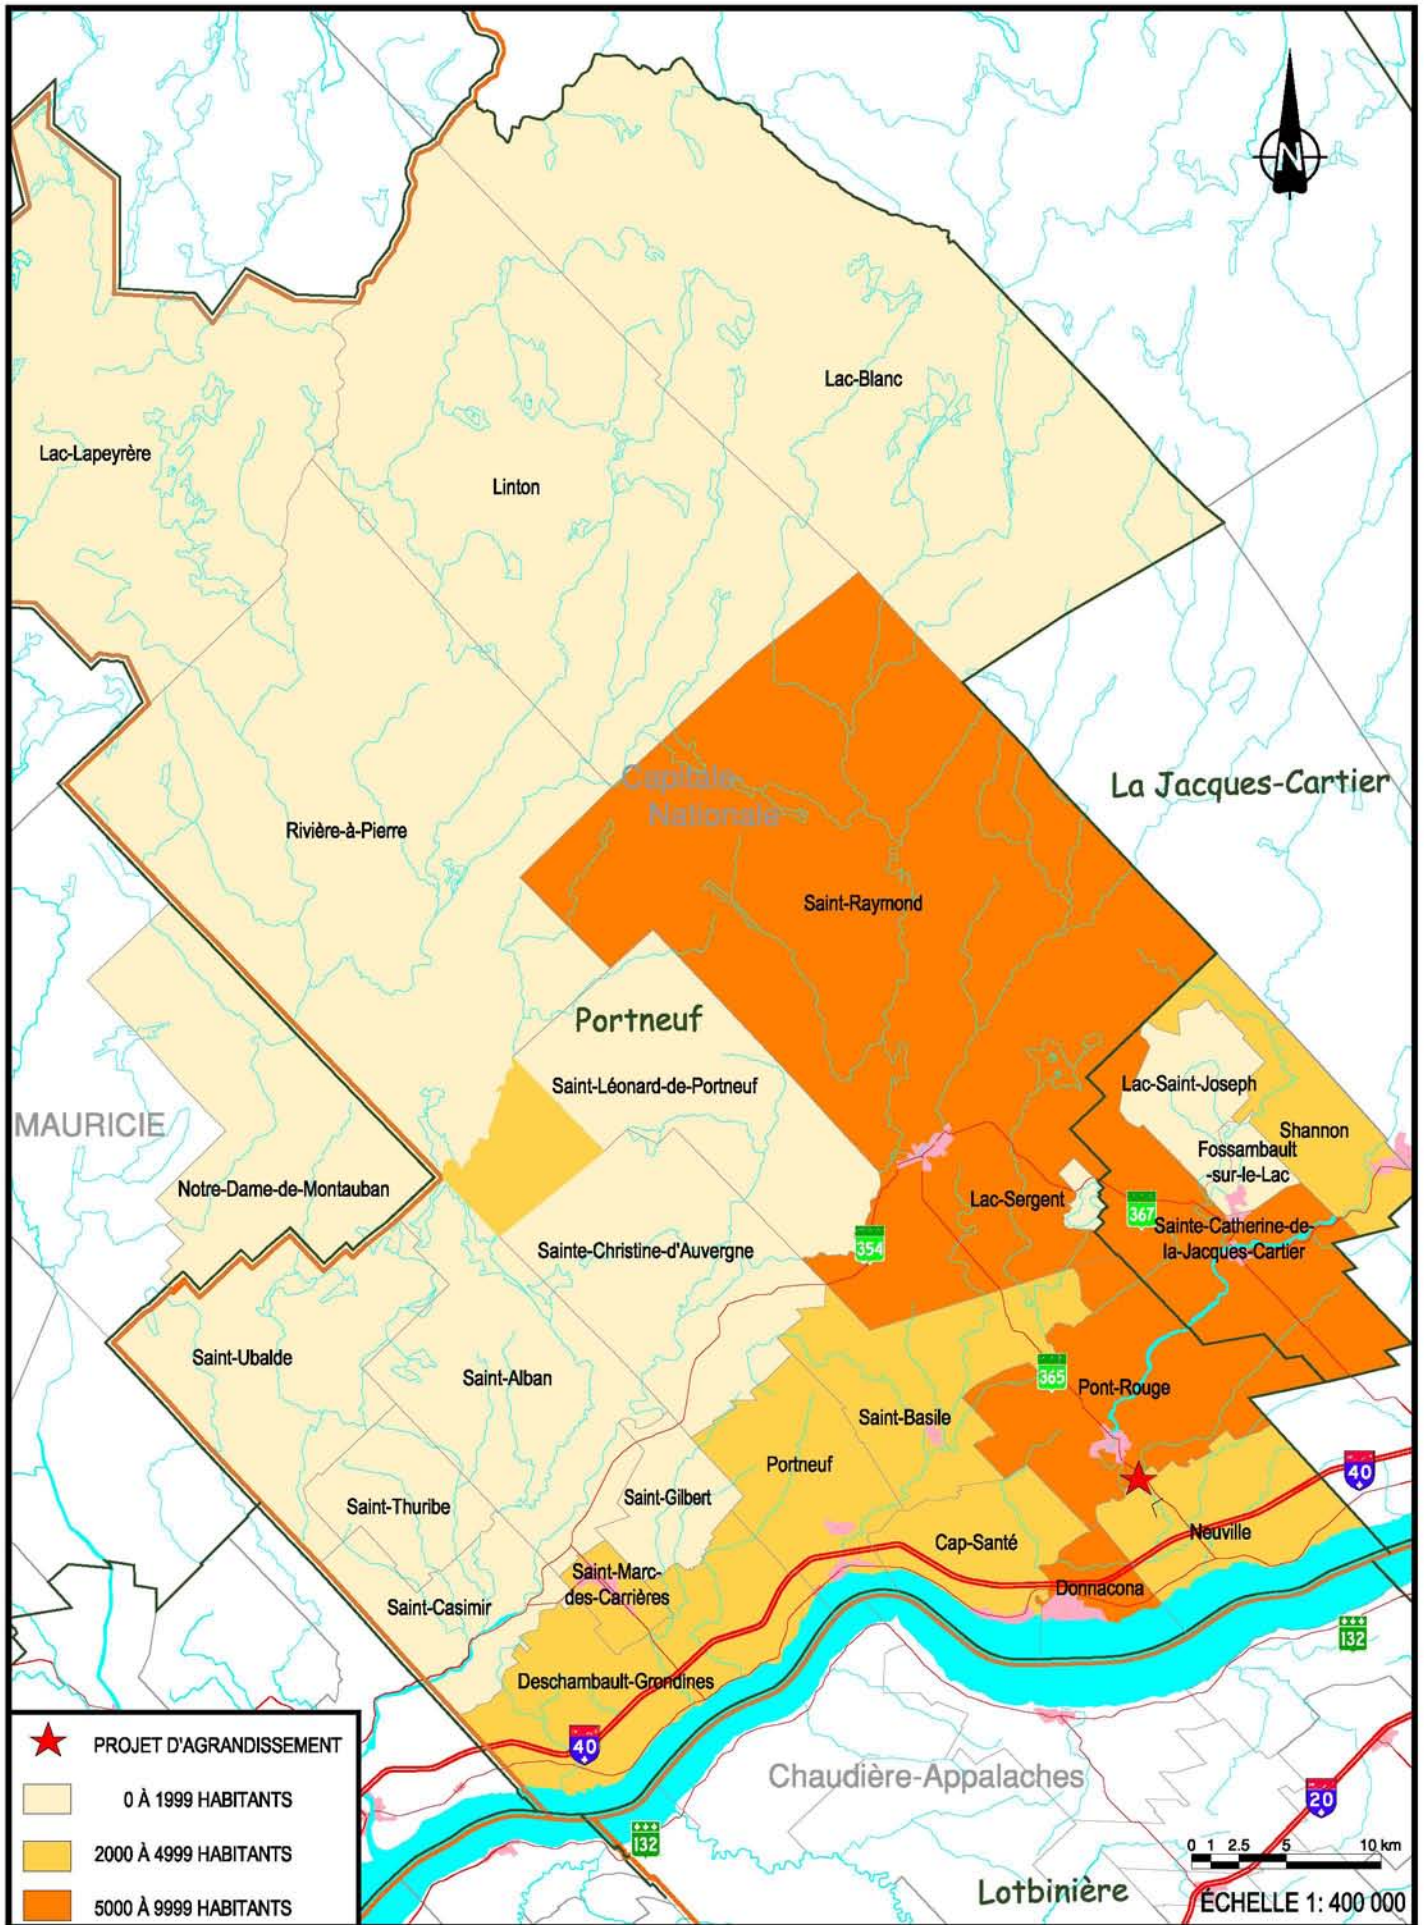 N
Lac-Blanc
Lac-Lapeyrère
Linton
Capitale-
Nationale
La Jacques-Cartier
Rivière-à-Pierre
Saint-Raymond
Portneuf
Saint-Léonard-de-Portneuf
Lac-Saint-Joseph
MAURICIE
Shannon
Fossambault
-sur-le-Lac
Notre-Dame-de-Montauban
Lac-Sergent
367
Sainte-Catherine-de-
la-Jacques-Cartier
Sainte-Christine-d'Auvergne
354
Saint-Ubalde
Saint-Alban
365
Pont-Rouge
Saint-Basile
Portneuf
40
Saint-Gilbert
Saint-Thuribe
Neuville
Cap-Santé
Saint-Marc-
des-Carrières
Donnacona
Saint-Casimir
132
Deschambault-Grondines
40
Chaudière-Appalaches
20
132
Lotbinière
PROJET D'AGRANDISSEMENT
0 À 1999 HABITANTS
2000 À 4999 HABITANTS
5000 À 9999 HABITANTS
0 1 2.5 5 10 km
ÉCHELLE 1: 400 000